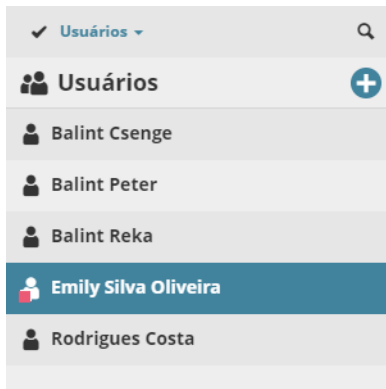 Usuários
Usuários
Balint Csenge
Balint Peter
Balint Reka
Emily Silva Oliveira
Rodrigues Costa